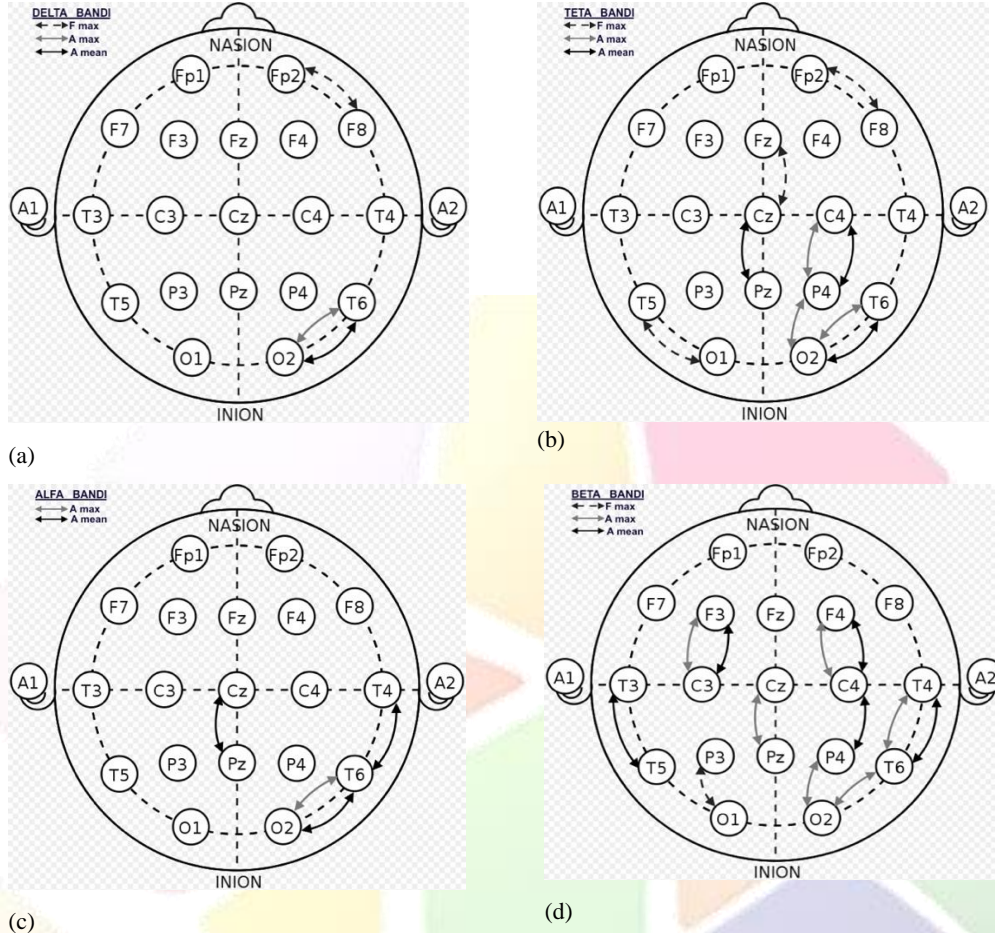 DELTA BANDI
F max
A max
A mean
NASION
Fp1 Fp2
F7 F3 Fz F4 F8
A1 T3 C3 Cz C4 T4 A2
T5 P3 Pz P4 T6
O1 O2
INION
(a)
TETA BANDI
F max
A max
A mean
NASION
Fp1 Fp2
F7 F3 Fz F4 F8
A1 T3 C3 Cz C4 T4 A2
T5 P3 Pz P4 T6
O1 O2
INION
(b)
ALFA BANDI
A max
A mean
NASION
Fp1 Fp2
F7 F3 Fz F4 F8
A1 T3 C3 Cz C4 T4 A2
T5 P3 Pz P4 T6
O1 O2
INION
(c)
BETA BANDI
F max
A max
A mean
NASION
Fp1 Fp2
F7 F3 Fz F4 F8
A1 T3 C3 Cz C4 T4 A2
T5 P3 Pz P4 T6
O1 O2
INION
(d)